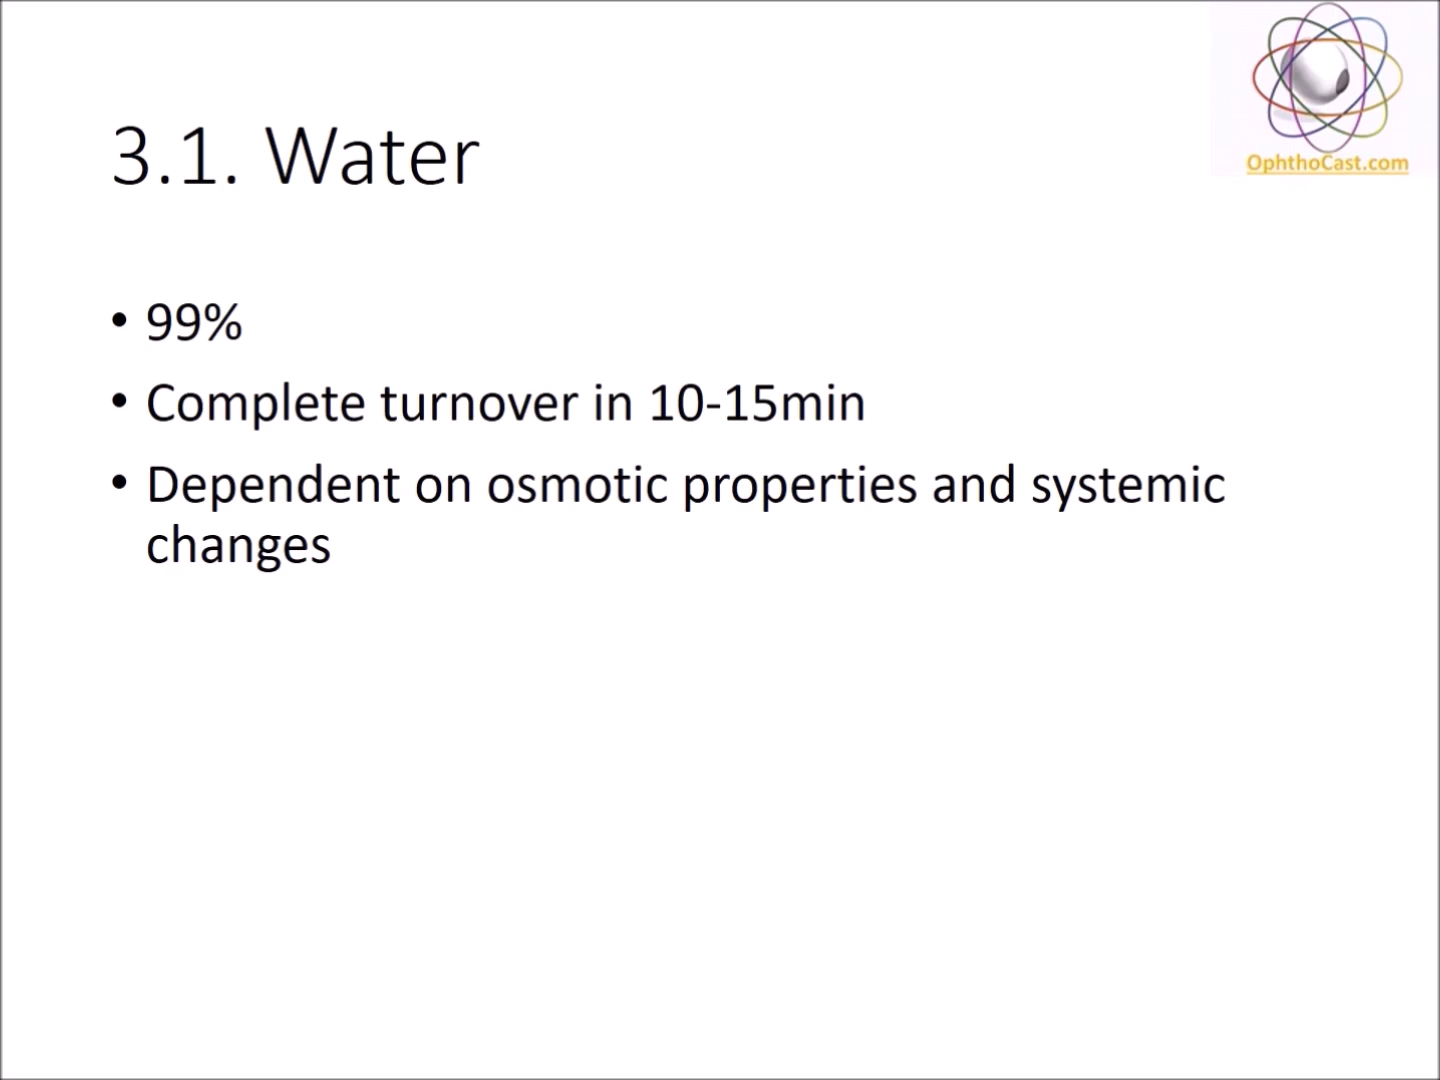 OphthoCast.com
3.1. Water
• 99%
• Complete turnover in 10-15min
• Dependent on osmotic properties and systemic
changes